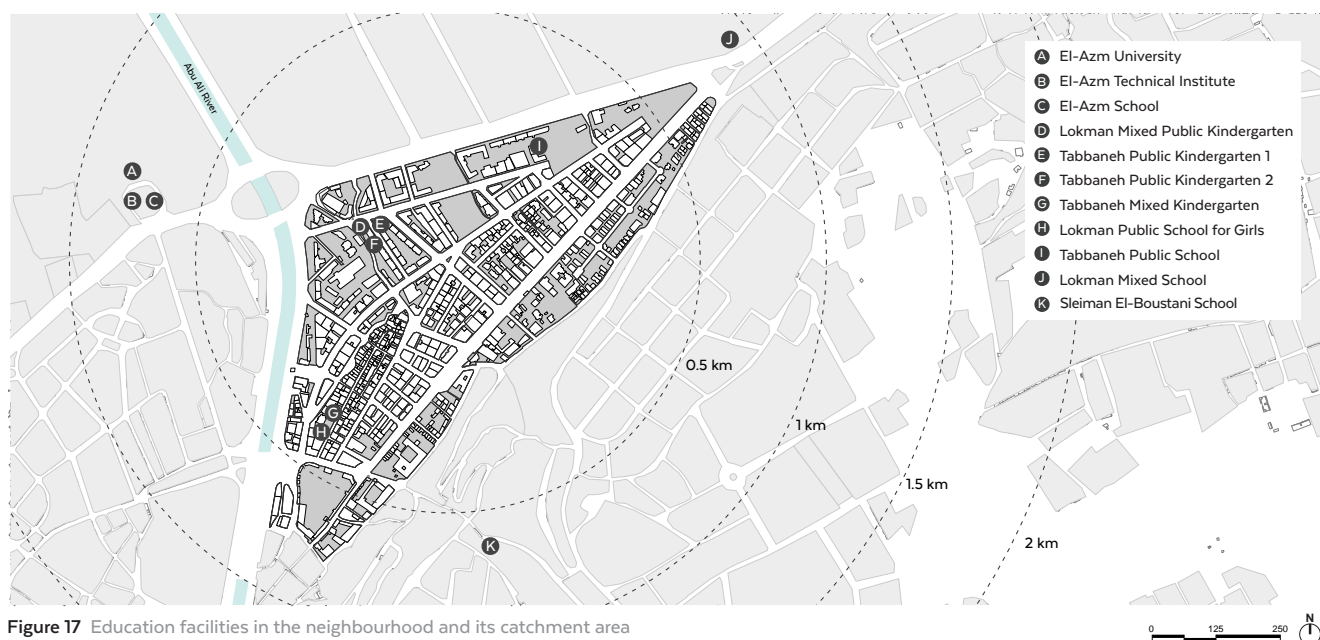 Abu Ali River
J
A El-Azm University
B El-Azm Technical Institute
C El-Azm School
D Lokman Mixed Public Kindergarten
E Tabbaneh Public Kindergarten 1
F Tabbaneh Public Kindergarten 2
G Tabbaneh Mixed Kindergarten
H Lokman Public School for Girls
I Tabbaneh Public School
J Lokman Mixed School
K Sleiman El-Boustani School
I
A
B C
D E
F
0.5 km
G
H
1 km
1.5 km
K
2 km
Figure 17 Education facilities in the neighbourhood and its catchment area
0 125 250
N